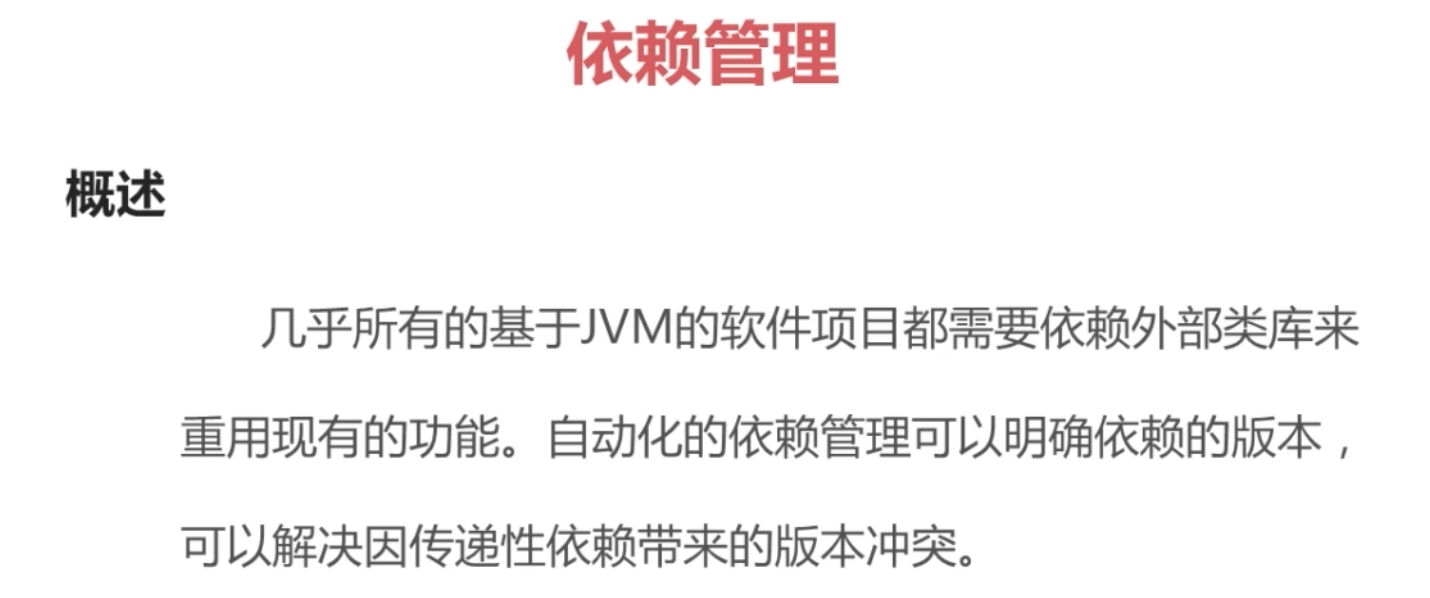 依赖管理
概述
几乎所有的基于JVM的软件项目都需要依赖外部类库来
重用现有的功能。自动化的依赖管理可以明确依赖的版本，
可以解决因传递性依赖带来的版本冲突。